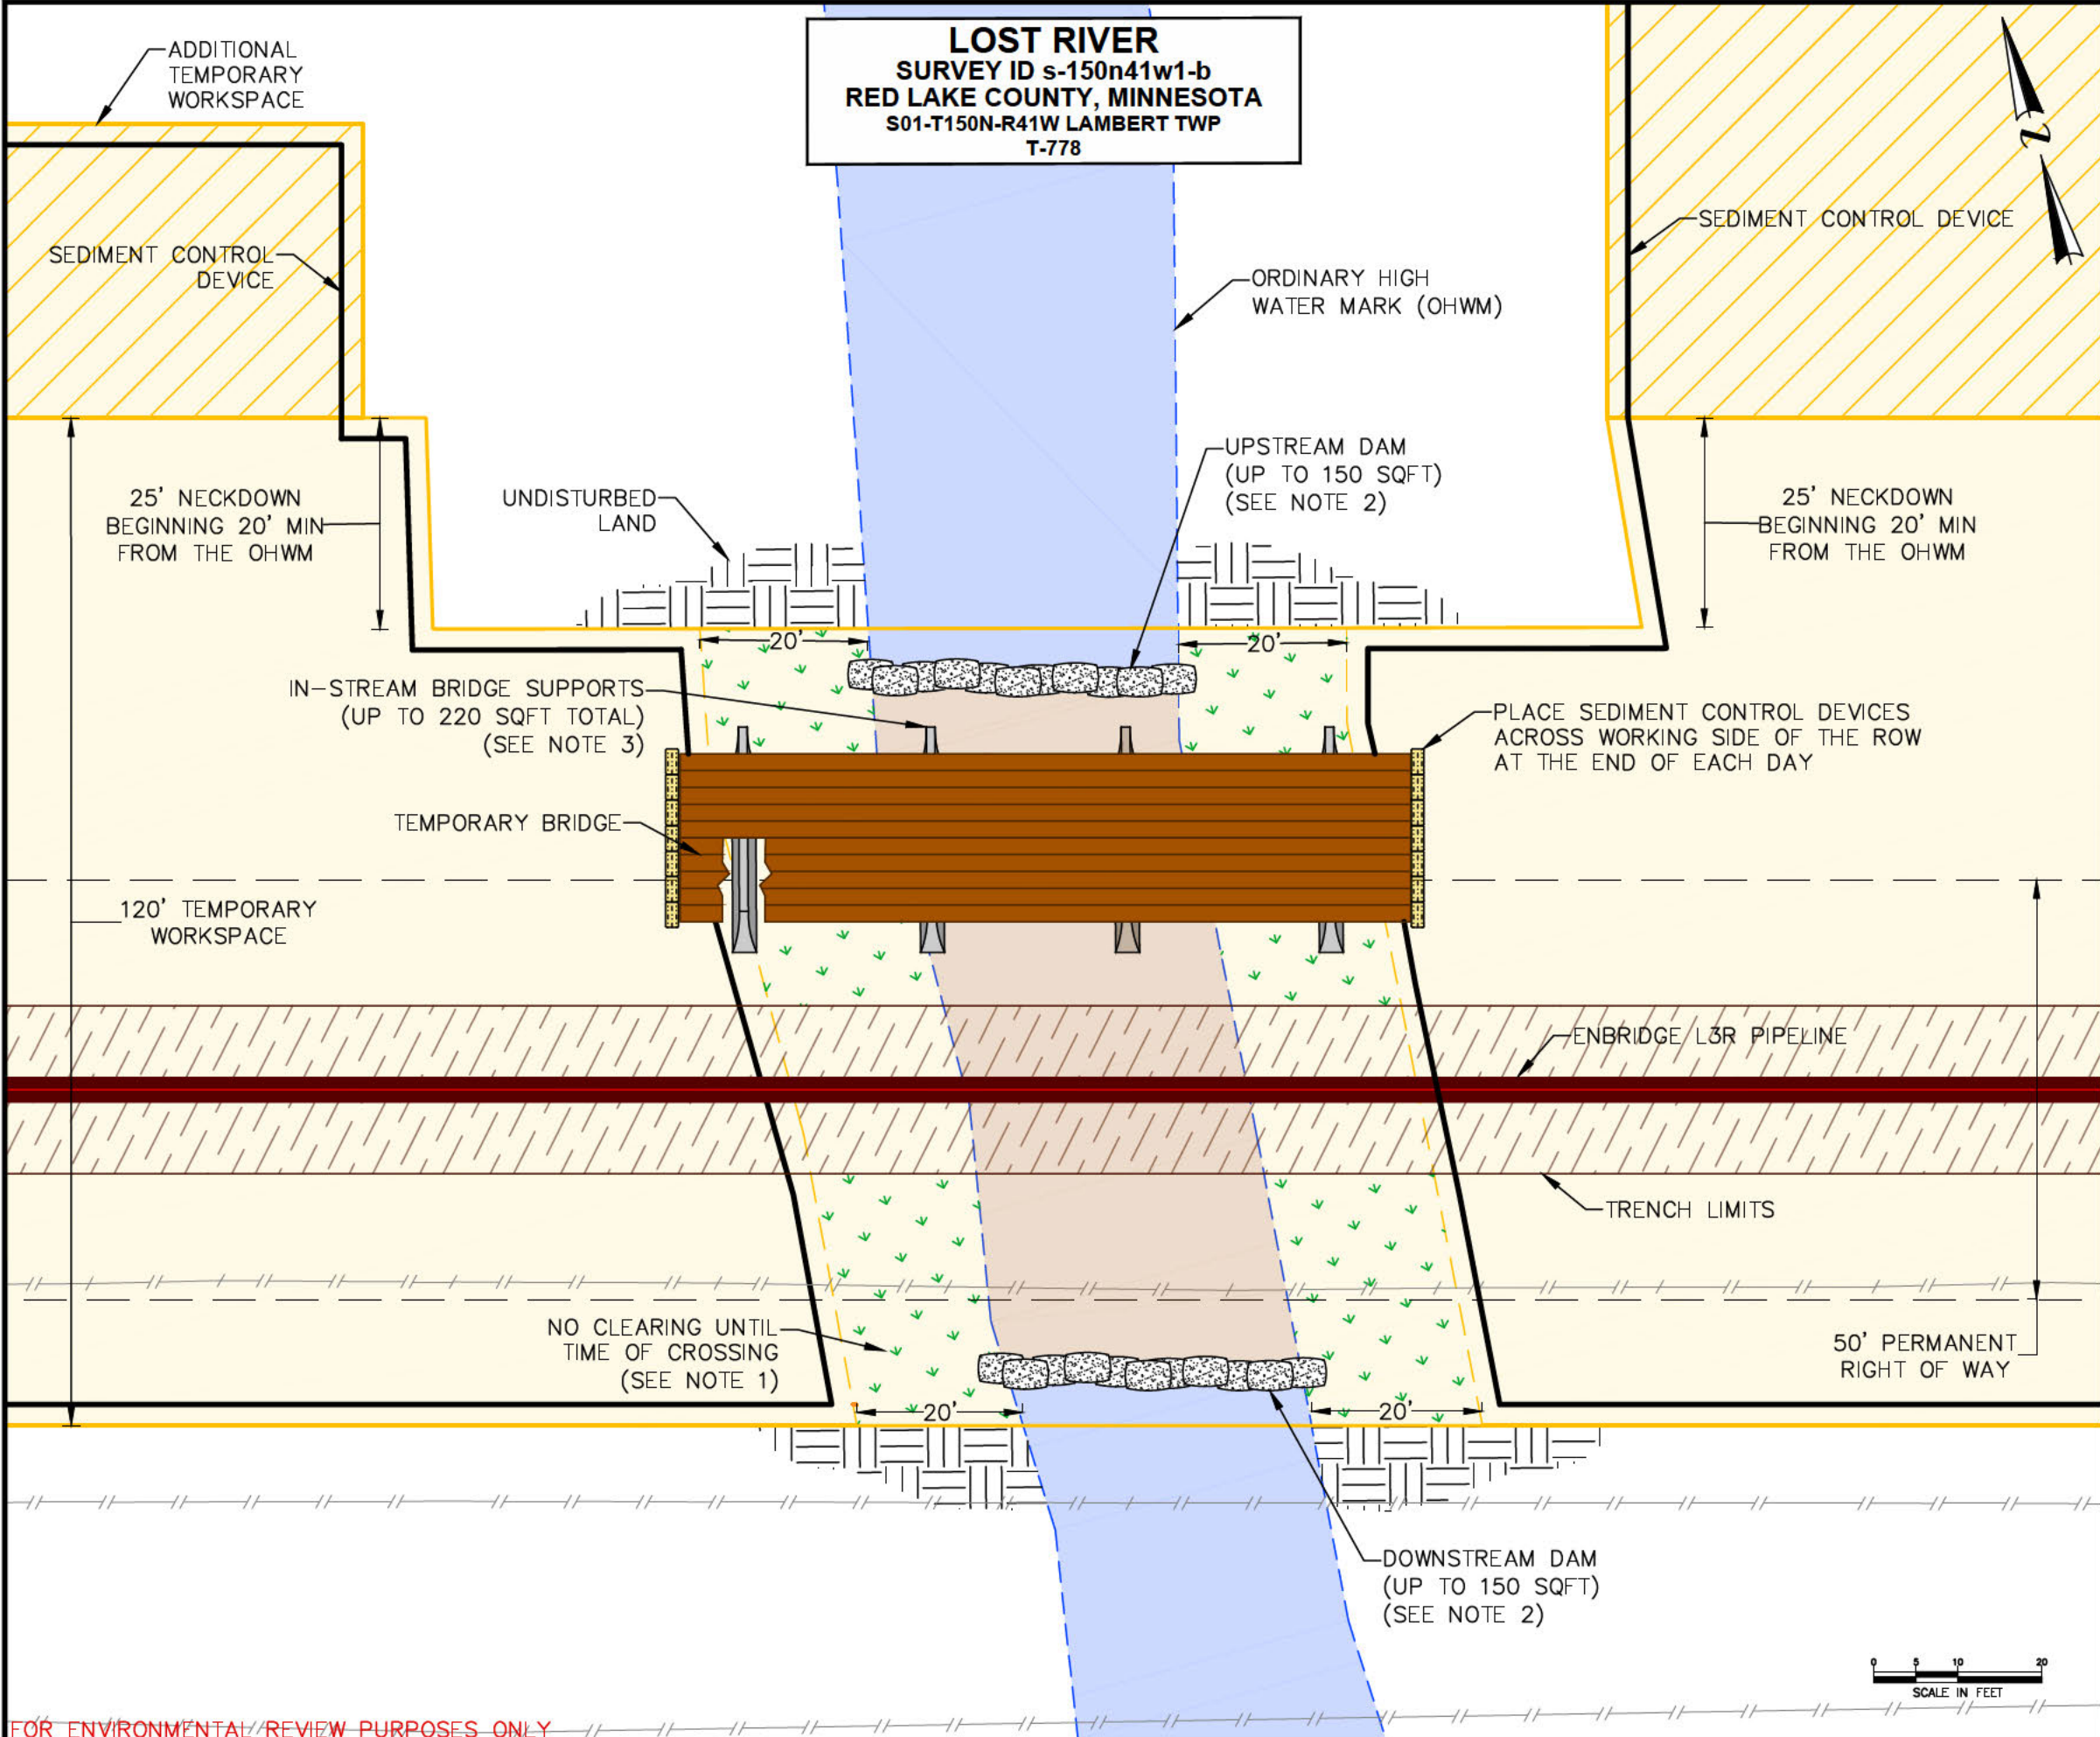 LOST RIVER
SURVEY ID s-150n41w1-b
RED LAKE COUNTY, MINNESOTA
S01-T150N-R41W LAMBERT TWP
T-778
ADDITIONAL
TEMPORARY
WORKSPACE
SEDIMENT CONTROL
DEVICE
N
SEDIMENT CONTROL DEVICE
ORDINARY HIGH
WATER MARK (OHWM)
UPSTREAM DAM
(UP TO 150 SQFT)
(SEE NOTE 2)
UNDISTURBED
LAND
25' NECKDOWN
BEGINNING 20' MIN
FROM THE OHWM
25' NECKDOWN
BEGINNING 20' MIN
FROM THE OHWM
20'
20'
IN-STREAM BRIDGE SUPPORTS
(UP TO 220 SQFT TOTAL)
(SEE NOTE 3)
PLACE SEDIMENT CONTROL DEVICES
ACROSS WORKING SIDE OF THE ROW
AT THE END OF EACH DAY
TEMPORARY BRIDGE
120' TEMPORARY
WORKSPACE
ENBRIDGE L3R PIPELINE
TRENCH LIMITS
NO CLEARING UNTIL
TIME OF CROSSING
(SEE NOTE 1)
50' PERMANENT
RIGHT OF WAY
20'
20'
DOWNSTREAM DAM
(UP TO 150 SQFT)
(SEE NOTE 2)
0 5 10 20
SCALE IN FEET
FOR ENVIRONMENTAL REVIEW PURPOSES ONLY